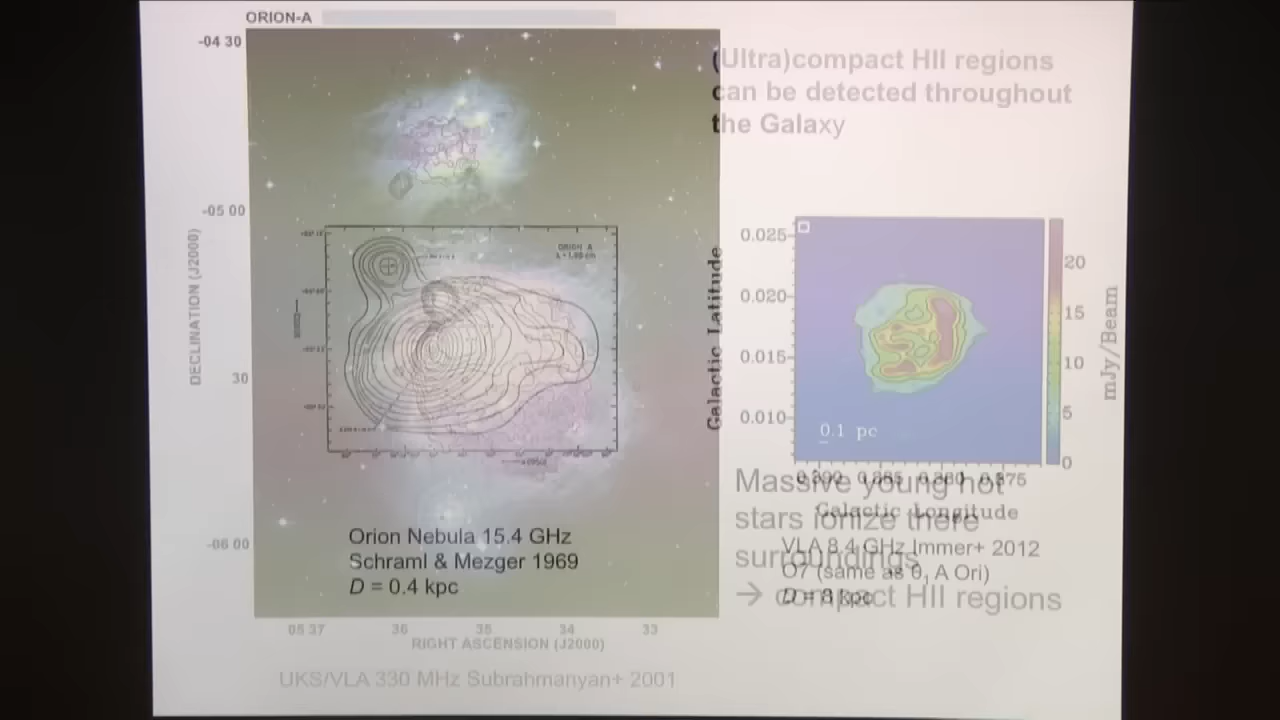 ORION-A
-04 30
-05 00
30
-06 00
DECLINATION (J2000)
ORION A
Orion Nebula 15.4 GHz
Schraml & Mezger 1969
D = 0.4 kpc
05 37 36 35 34 33
RIGHT ASCENSION (J2000)
UKS/VLA 330 MHz Subrahmanyan+ 2001
(Ultra)compact HII regions
can be detected throughout
the Galaxy
Galactic Latitude
0.025
0.020
0.015
0.010
0.1 pc
20
15
10
5
0
mJy/Beam
Galactic Longitude
Massive young hot
stars ionize there
surroundings
→ compact HII regions
VLA 8.4 GHz Immer+ 2012
O7 (same as θ1 A Ori)
D = 8 kpc